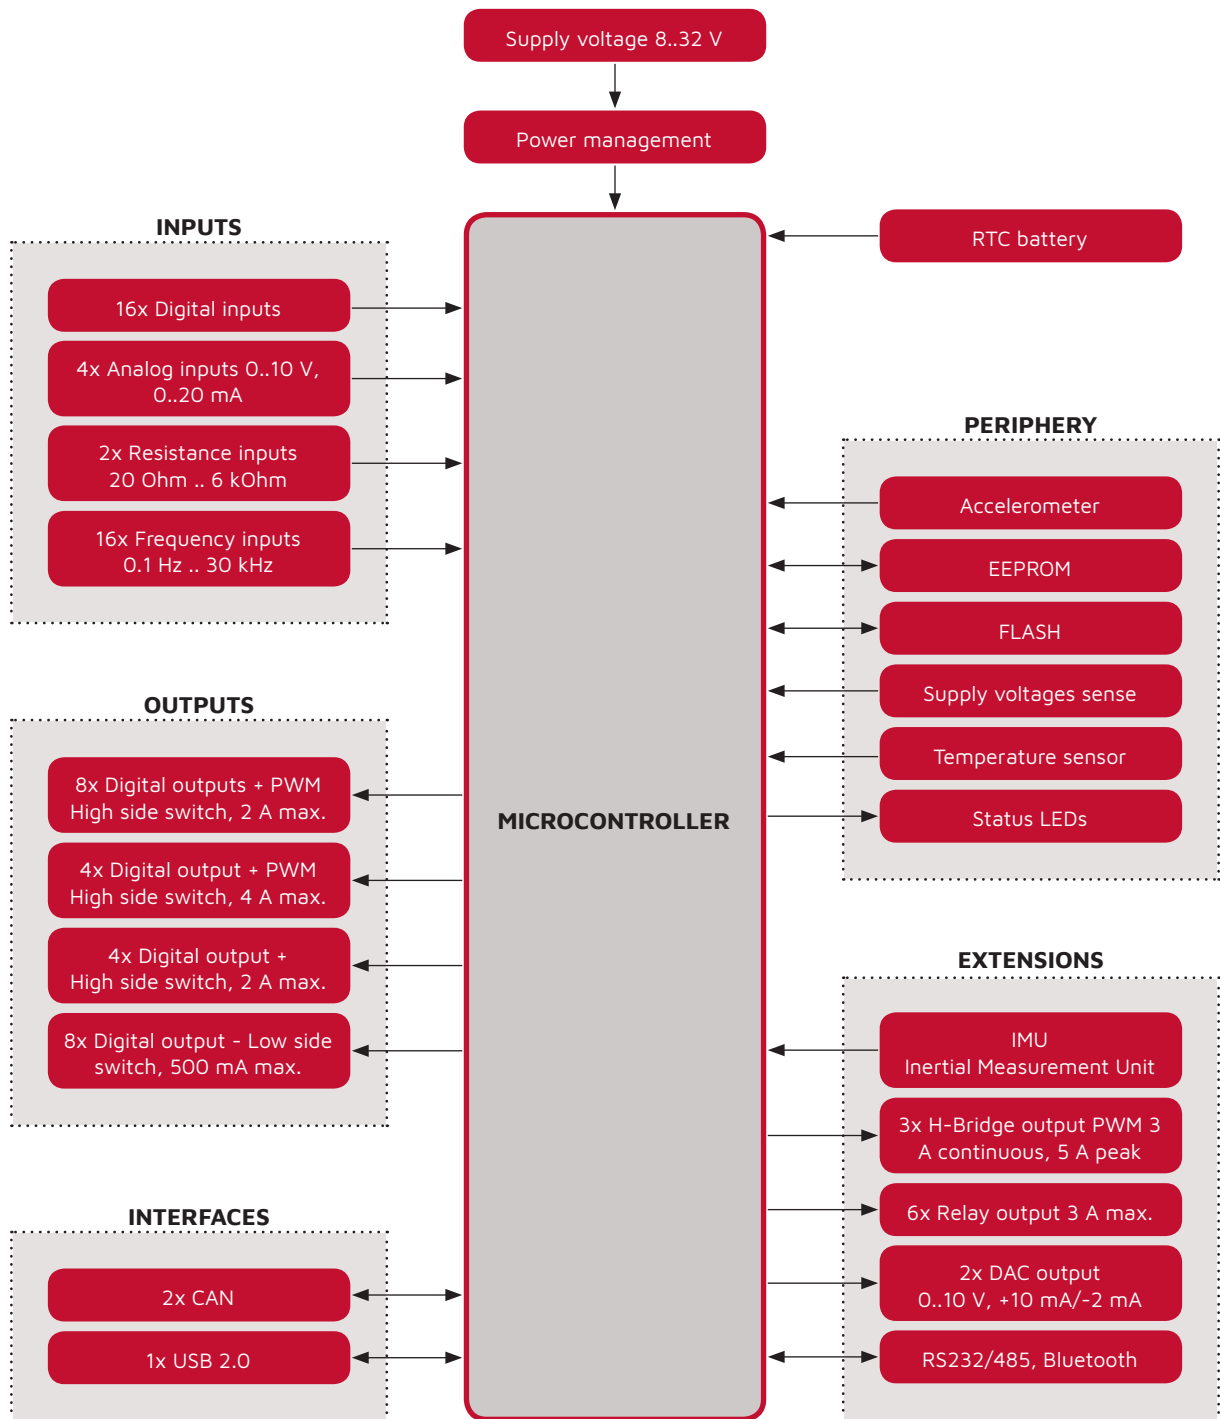 Supply voltage 8..32 V
Power management
RTC battery
INPUTS
16x Digital inputs
4x Analog inputs 0..10 V,
0..20 mA
2x Resistance inputs
20 Ohm .. 6 kOhm
16x Frequency inputs
0.1 Hz .. 30 kHz
OUTPUTS
8x Digital outputs + PWM
High side switch, 2 A max.
4x Digital output + PWM
High side switch, 4 A max.
4x Digital output +
High side switch, 2 A max.
8x Digital output - Low side
switch, 500 mA max.
INTERFACES
2x CAN
1x USB 2.0
MICROCONTROLLER
PERIPHERY
Accelerometer
EEPROM
FLASH
Supply voltages sense
Temperature sensor
Status LEDs
EXTENSIONS
IMU
Inertial Measurement Unit
3x H-Bridge output PWM 3
A continuous, 5 A peak
6x Relay output 3 A max.
2x DAC output
0..10 V, +10 mA/-2 mA
RS232/485, Bluetooth